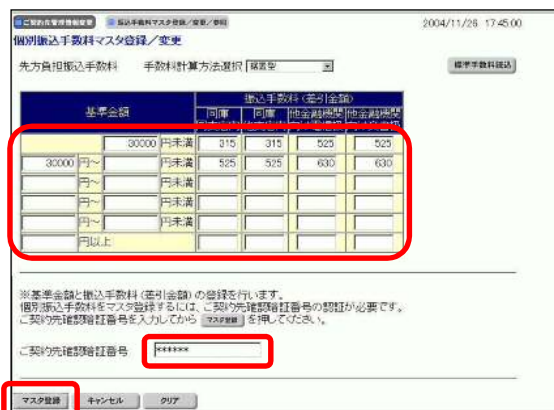 ご契約先管理情報変更 振込手数料マスタ登録/変更/参照 2004/11/26 17:45:00
個別振込手数料マスタ登録/変更
先方負担振込手数料 手数料計算方法選択 据置型 標準手数料読込
基準金額 振込手数料(差引金額)
同庫 同庫 他金融機関 他金融機関
30000 円未満 315 315 525 525
30000 円~ 円未満 525 525 630 630
円~ 円未満
円~ 円未満
円~ 円未満
円以上
※基準金額と振込手数料(差引金額)の登録を行います。
個別振込手数料をマスタ登録するには、ご契約先確認暗証番号の認証が必要です。
ご契約先確認暗証番号を入力してから マスタ登録 を押してください。
ご契約先確認暗証番号 ******
マスタ登録 キャンセル クリア